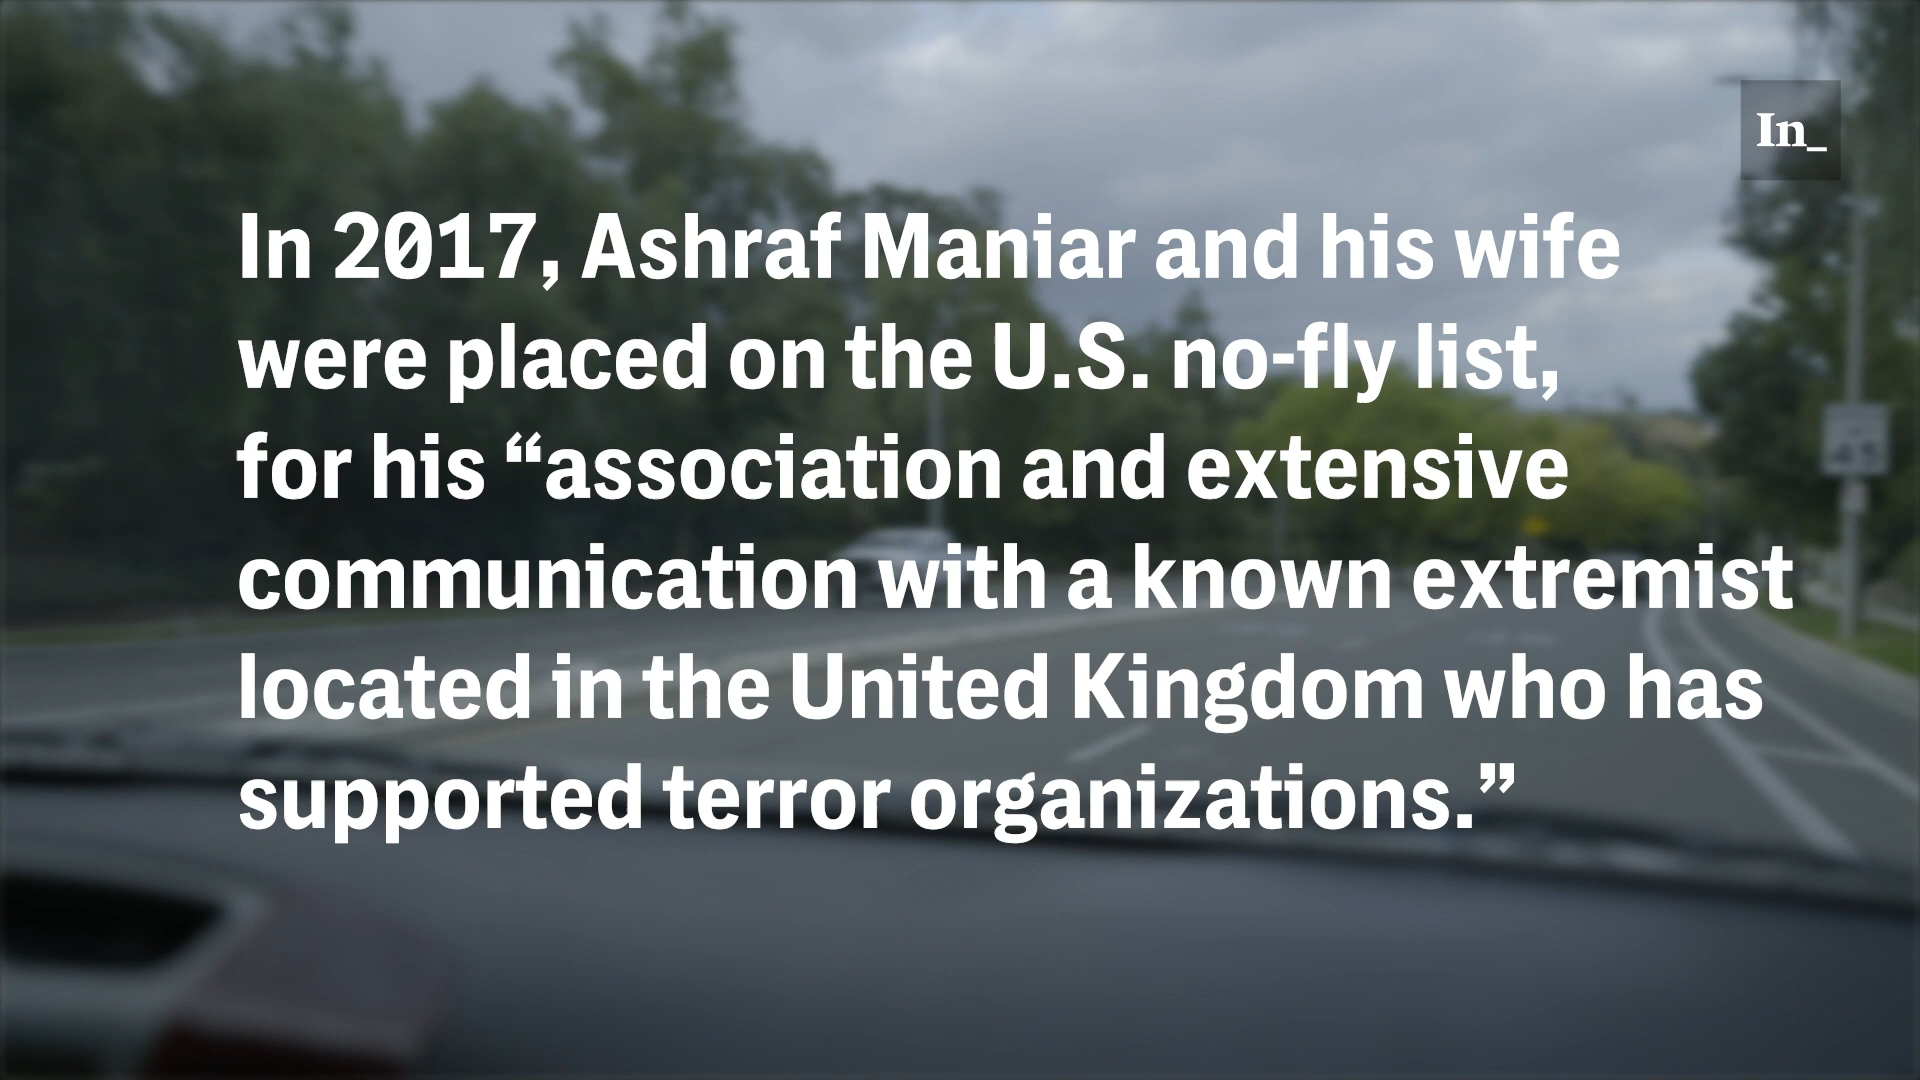 In_
In 2017, Ashraf Maniar and his wife
were placed on the U.S. no-fly list,
for his “association and extensive
communication with a known extremist
located in the United Kingdom who has
supported terror organizations.”